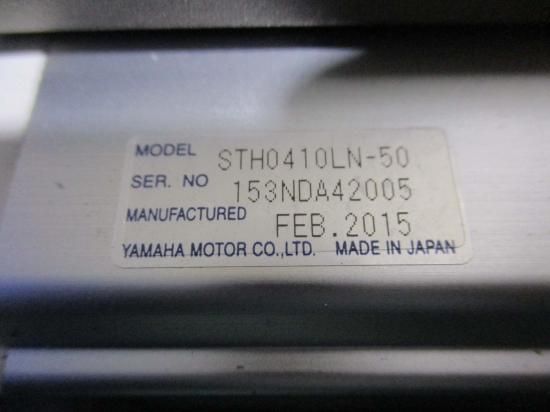 MODEL STH0410LN-50
SER. NO 153NDA42005
MANUFACTURED FEB.2015
YAMAHA MOTOR CO.,LTD. MADE IN JAPAN